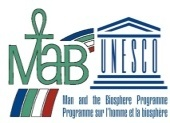 MAB UNESCO
Man and the Biosphere Programme
Programme sur l'homme et la biosphère